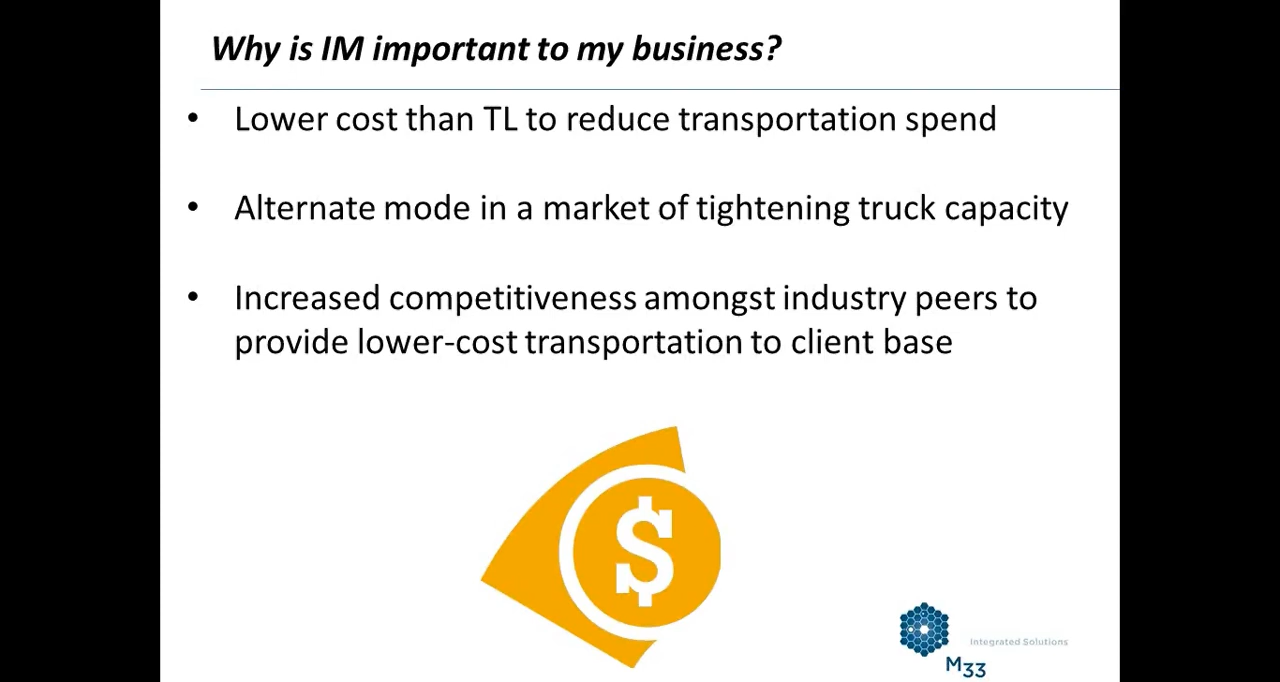 Why is IM important to my business?
• Lower cost than TL to reduce transportation spend
• Alternate mode in a market of tightening truck capacity
• Increased competitiveness amongst industry peers to
provide lower-cost transportation to client base
$
Integrated Solutions
M33